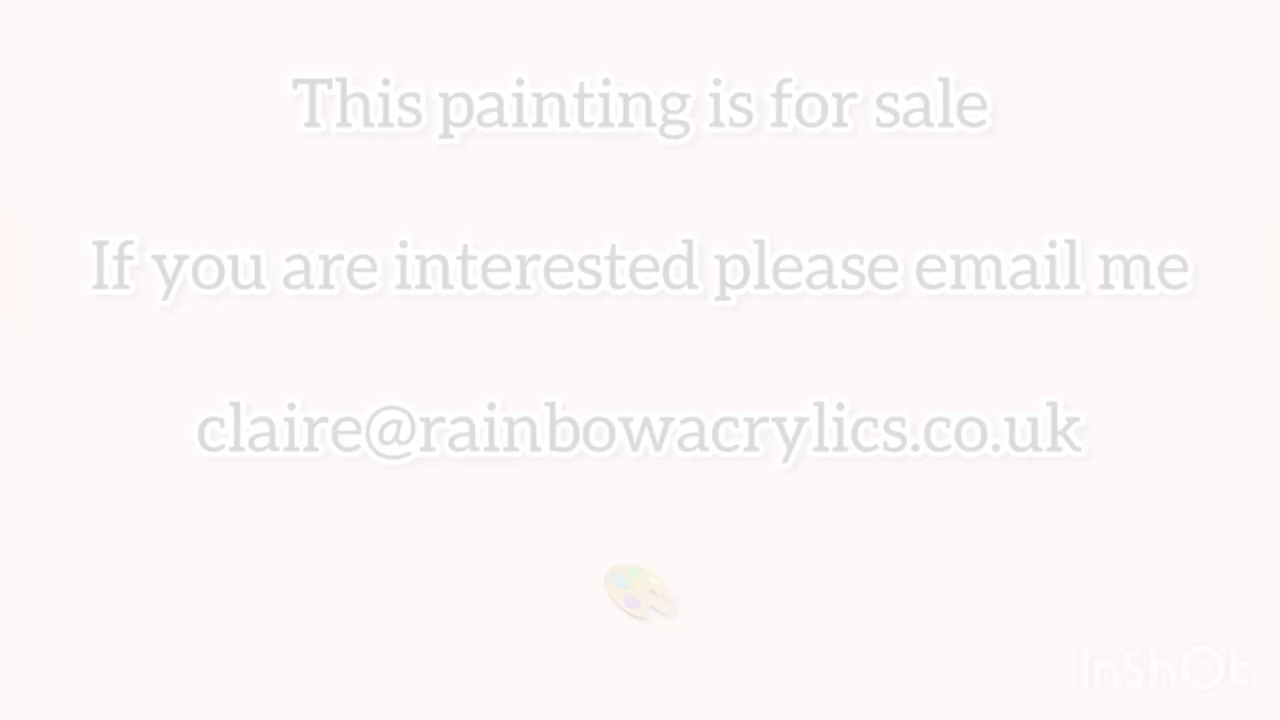 This painting is for sale
If you are interested please email me
claire@rainbowacrylics.co.uk
InShOt